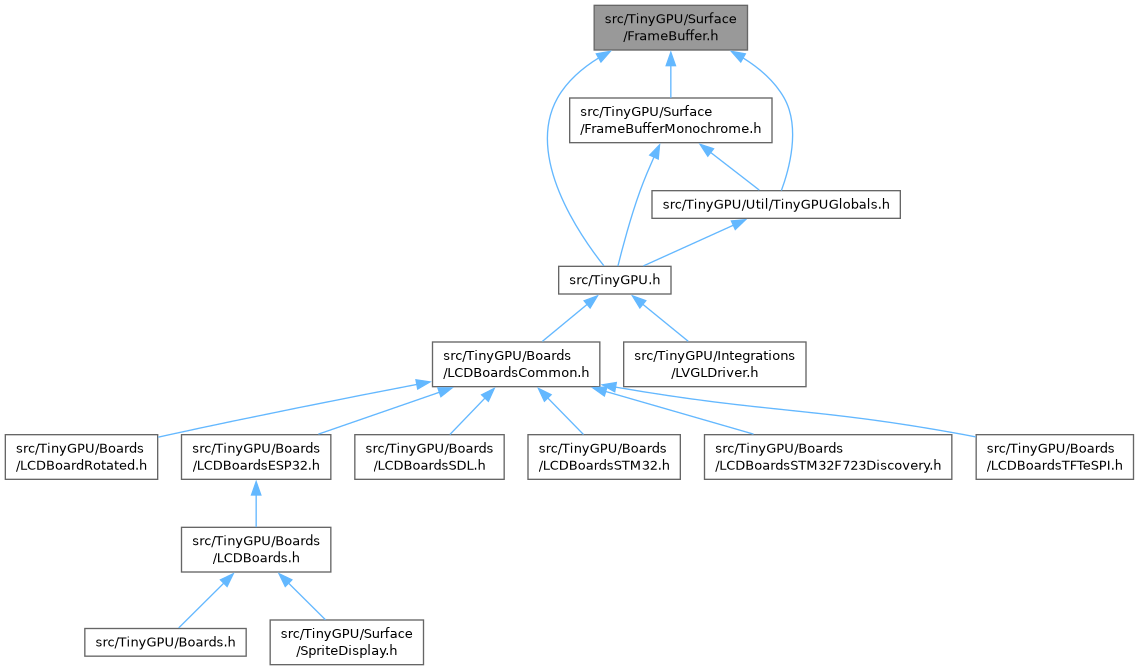 src/TinyGPU/Surface
/FrameBuffer.h
src/TinyGPU/Surface
/FrameBufferMonochrome.h
src/TinyGPU/Util/TinyGPUGlobals.h
src/TinyGPU.h
src/TinyGPU/Boards
/LCDBoardsCommon.h
src/TinyGPU/Integrations
/LVGLDriver.h
src/TinyGPU/Boards
/LCDBoardRotated.h
src/TinyGPU/Boards
/LCDBoardsESP32.h
src/TinyGPU/Boards
/LCDBoardsSDL.h
src/TinyGPU/Boards
/LCDBoardsSTM32.h
src/TinyGPU/Boards
/LCDBoardsSTM32F723Discovery.h
src/TinyGPU/Boards
/LCDBoardsTFTeSPI.h
src/TinyGPU/Boards
/LCDBoards.h
src/TinyGPU/Boards.h
src/TinyGPU/Surface
/SpriteDisplay.h